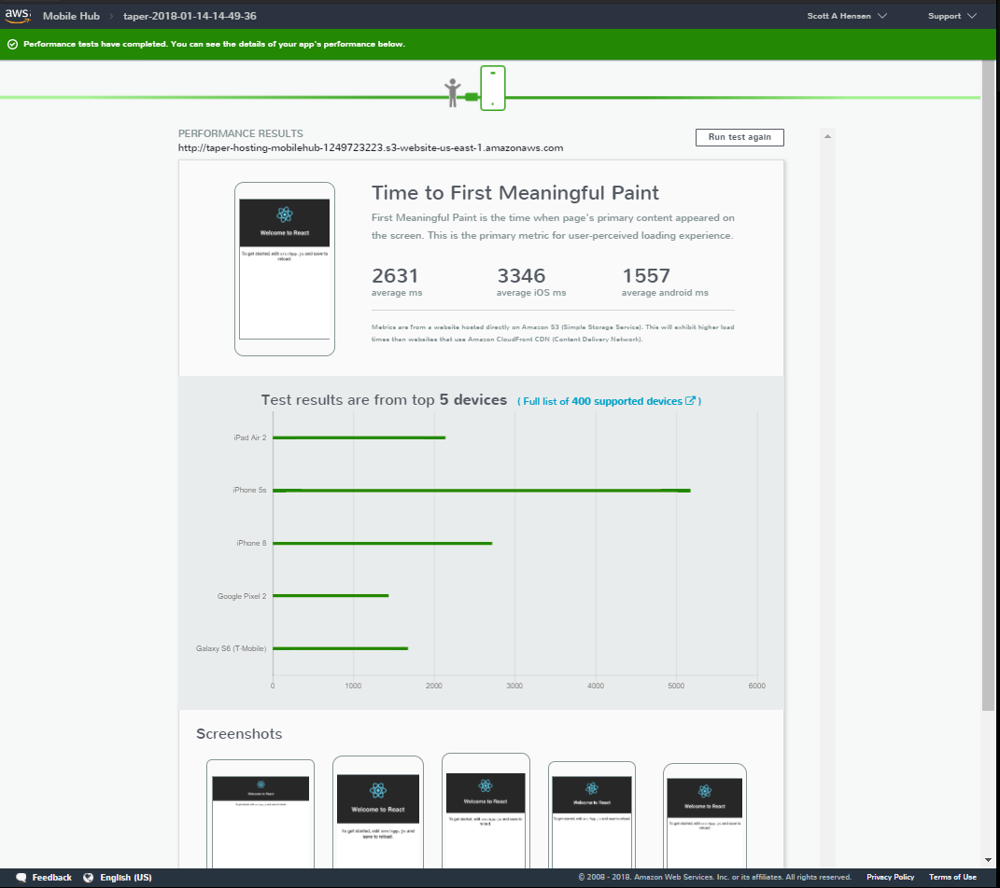 aws
Mobile Hub > taper-2018-01-14-14-49-36
Scott A Hensen
Support
Performance tests have completed. You can see the details of your app's performance below.
PERFORMANCE RESULTS
http://taper-hosting-mobilehub-1249723223.s3-website-us-east-1.amazonaws.com
Run test again
Welcome to React
To get started, edit src/App.js and save to
reload.
Time to First Meaningful Paint
First Meaningful Paint is the time when page's primary content appeared on
the screen. This is the primary metric for user-perceived loading experience.
2631
average ms
3346
average iOS ms
1557
average android ms
Metrics are from a website hosted directly on Amazon S3 (Simple Storage Service). This will exhibit higher load
times than websites that use Amazon CloudFront CDN (Content Delivery Network).
Test results are from top 5 devices ( Full list of 400 supported devices )
iPad Air 2
iPhone 5s
iPhone 8
Google Pixel 2
Galaxy S6 (T-Mobile)
0 1000 2000 3000 4000 5000 6000
Screenshots
Welcome to React
To get started, edit src/App.js and save to reload.
Welcome to React
To get started, edit src/App.js and
save to reload.
Welcome to React
To get started, edit src/App.js and save to
reload.
Welcome to React
To get started, edit src/App.js and save to reload.
Welcome to React
To get started, edit src/App.js and save to
reload.
Feedback
English (US)
© 2008 - 2018, Amazon Web Services, Inc. or its affiliates. All rights reserved.
Privacy Policy
Terms of Use